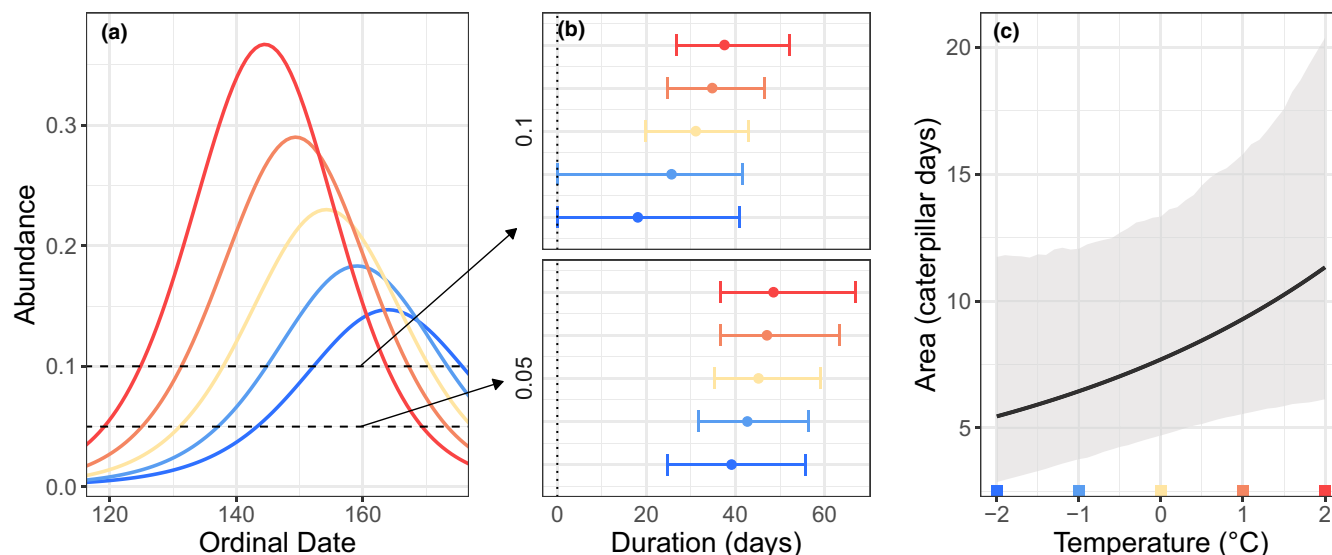 (a)
Abundance
0.3
0.2
0.1
0.0
120
140
160
Ordinal Date
(b)
0.1
0.05
0
20
40
60
Duration (days)
(c)
Area (caterpillar days)
20
15
10
5
−2
−1
0
1
2
Temperature (°C)